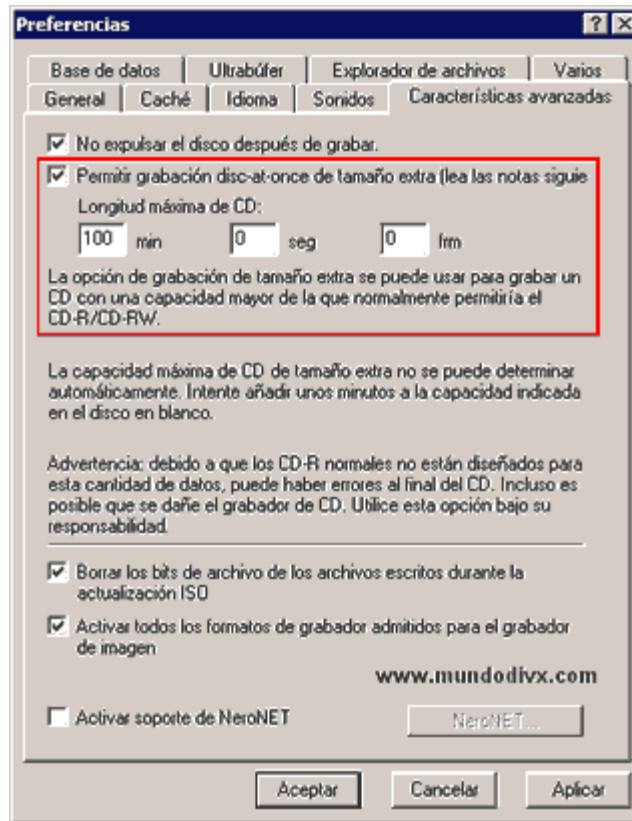 Preferencias
Base de datos Ultrabúfer Explorador de archivos Varios
General Caché Idioma Sonidos Características avanzadas
No expulsar el disco después de grabar.
Permitir grabación disc-at-once de tamaño extra (lea las notas siguie
Longitud máxima de CD:
100 min 0 seg 0 frm
La opción de grabación de tamaño extra se puede usar para grabar un
CD con una capacidad mayor de la que normalmente permitiría el
CD-R/CD-RW.
La capacidad máxima de CD de tamaño extra no se puede determinar
automáticamente. Intente añadir unos minutos a la capacidad indicada
en el disco en blanco.
Advertencia: debido a que los CD-R normales no están diseñados para
esta cantidad de datos, puede haber errores al final del CD. Incluso es
posible que se dañe el grabador de CD. Utilice esta opción bajo su
responsabilidad.
Borrar los bits de archivo de los archivos escritos durante la
actualización ISO
Activar todos los formatos de grabador admitidos para el grabador
de imagen
www.mundodivx.com
Activar soporte de NeroNET NeroNET...
Aceptar Cancelar Aplicar